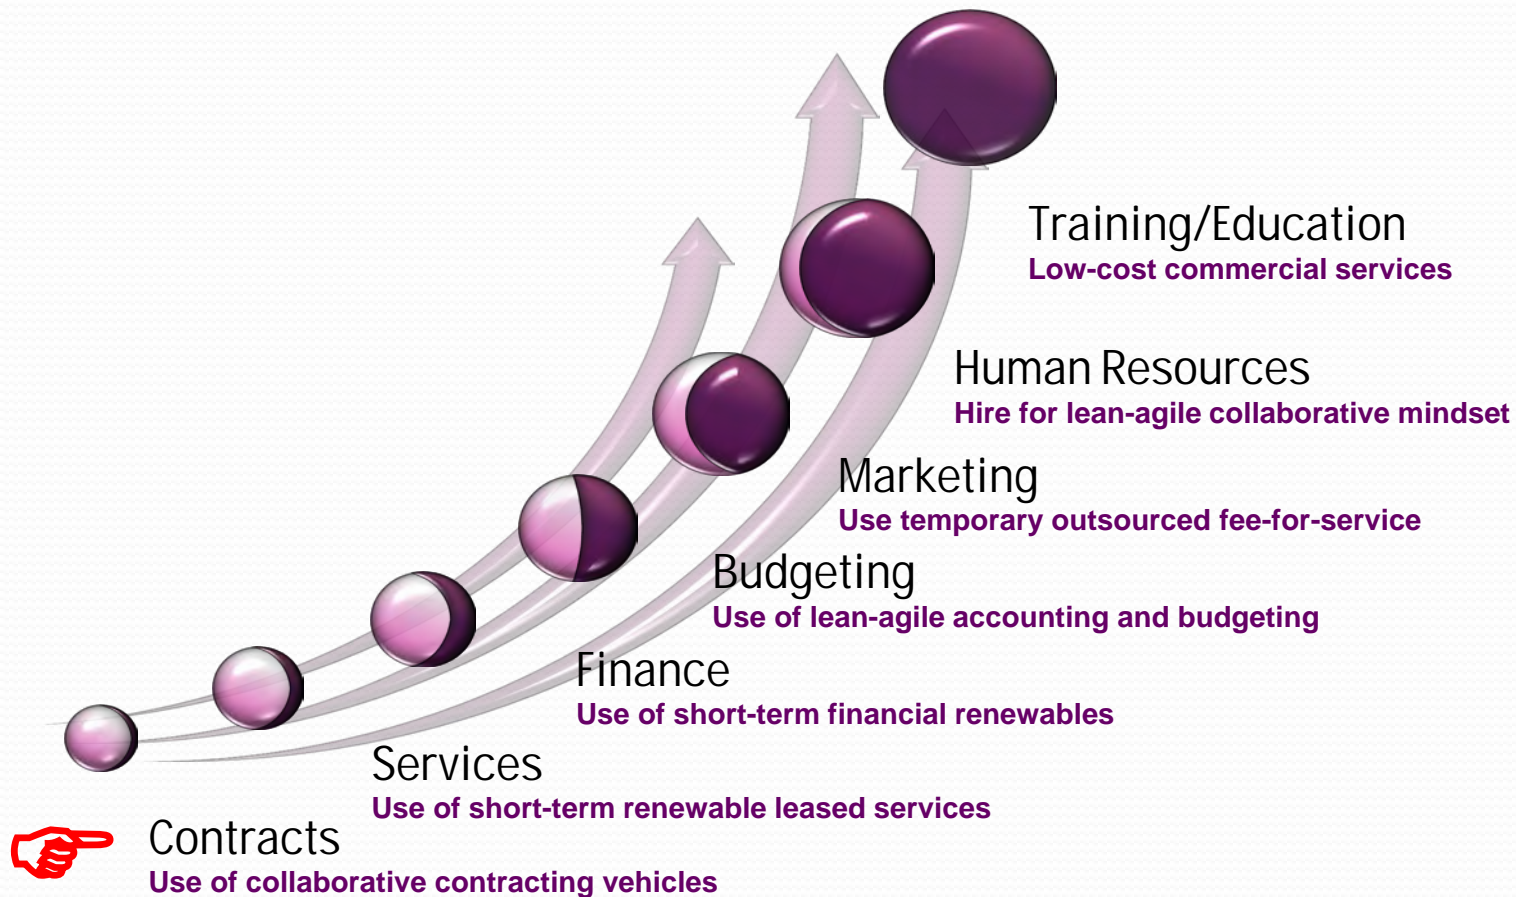 Training/Education
Low-cost commercial services
Human Resources
Hire for lean-agile collaborative mindset
Marketing
Use temporary outsourced fee-for-service
Budgeting
Use of lean-agile accounting and budgeting
Finance
Use of short-term financial renewables
Services
Use of short-term renewable leased services
Contracts
Use of collaborative contracting vehicles